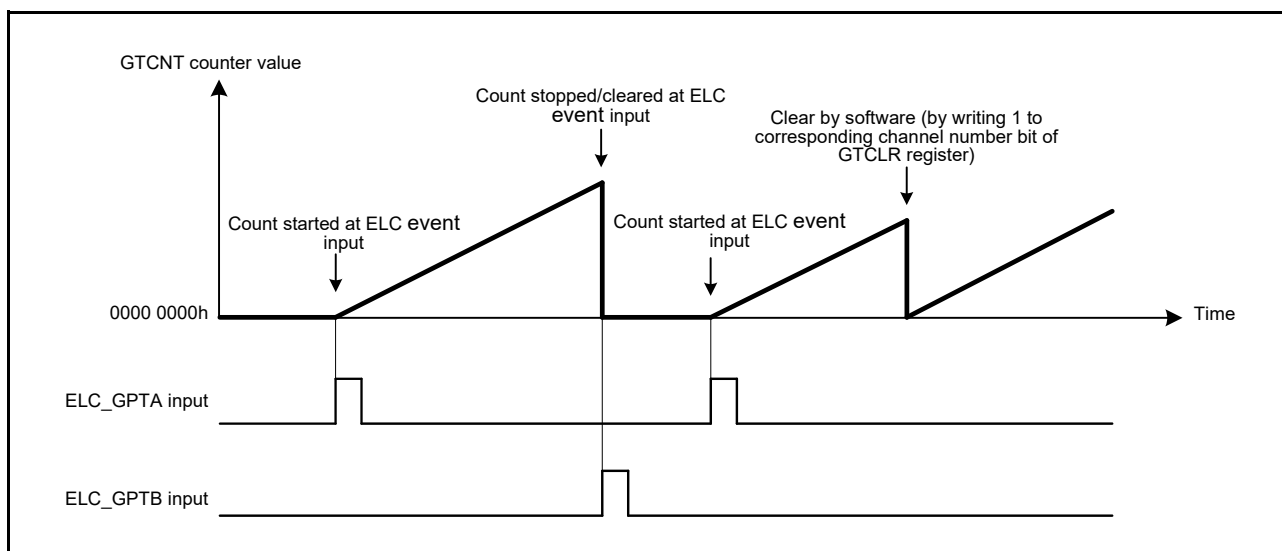 GTCNT counter value
Count stopped/cleared at ELC
event input
Clear by software (by writing 1 to
corresponding channel number bit of
GTCLR register)
Count started at ELC event
input
Count started at ELC event
input
0000 0000h
Time
ELC_GPTA input
ELC_GPTB input